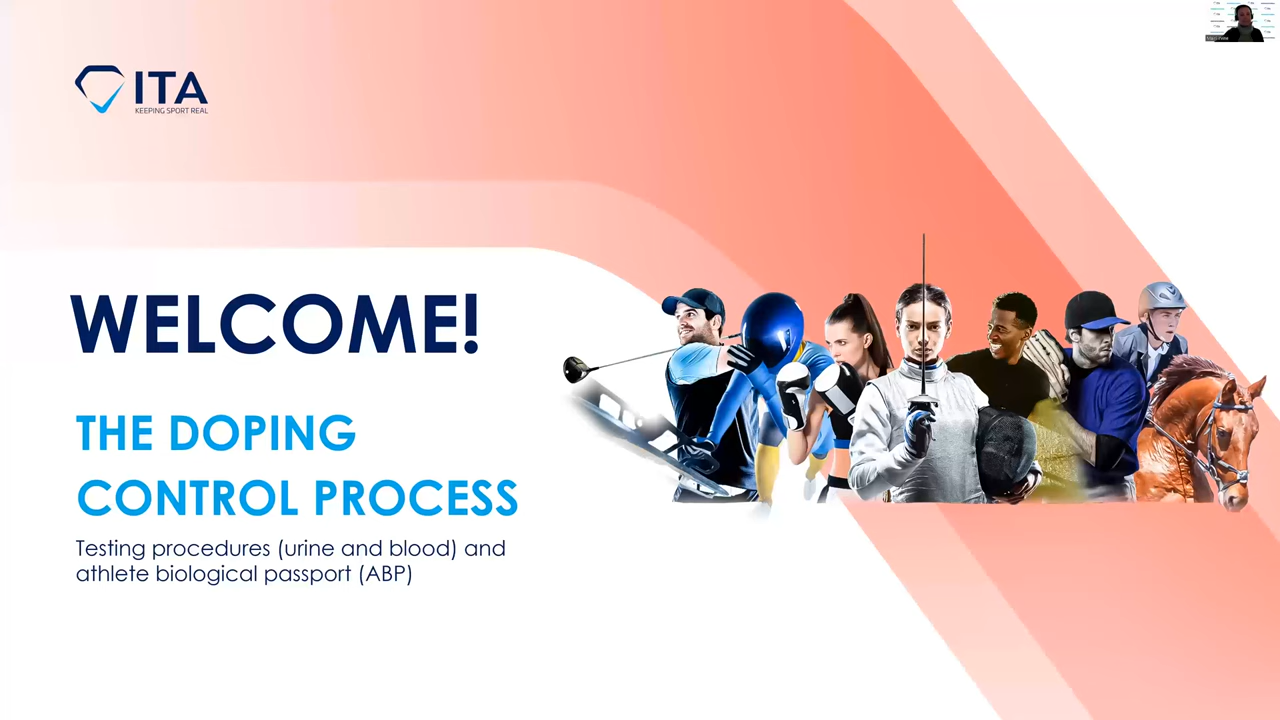 ITA
KEEPING SPORT REAL
WELCOME!
THE DOPING
CONTROL PROCESS
Testing procedures (urine and blood) and
athlete biological passport (ABP)